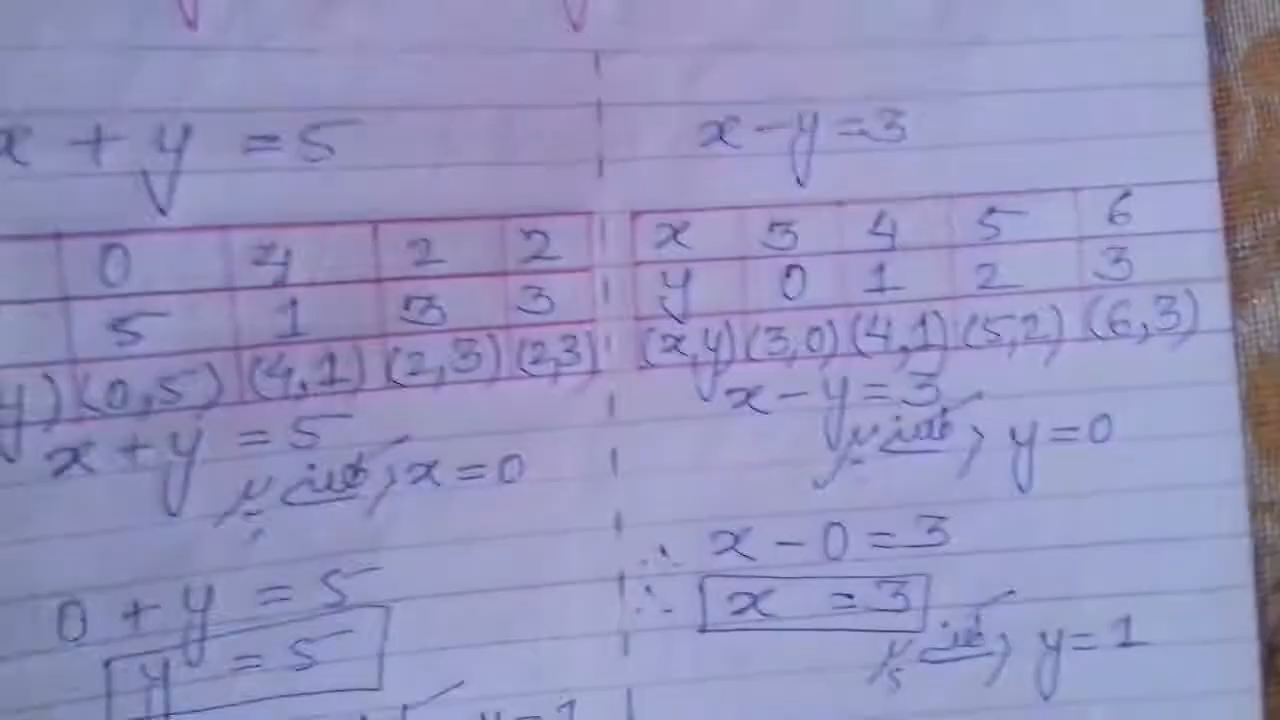 x + y = 5
0 4 2 2
5 1 3 3
y) (0,5) (4,1) (2,3) (2,3)
x + y = 5
x = 0
0 + y = 5
y = 5
x - y = 3
x 3 4 5 6
y 0 1 2 3
(x,y) (3,0) (4,1) (5,2) (6,3)
x - y = 3
y = 0
∴ x - 0 = 3
∴ x = 3
y = 1